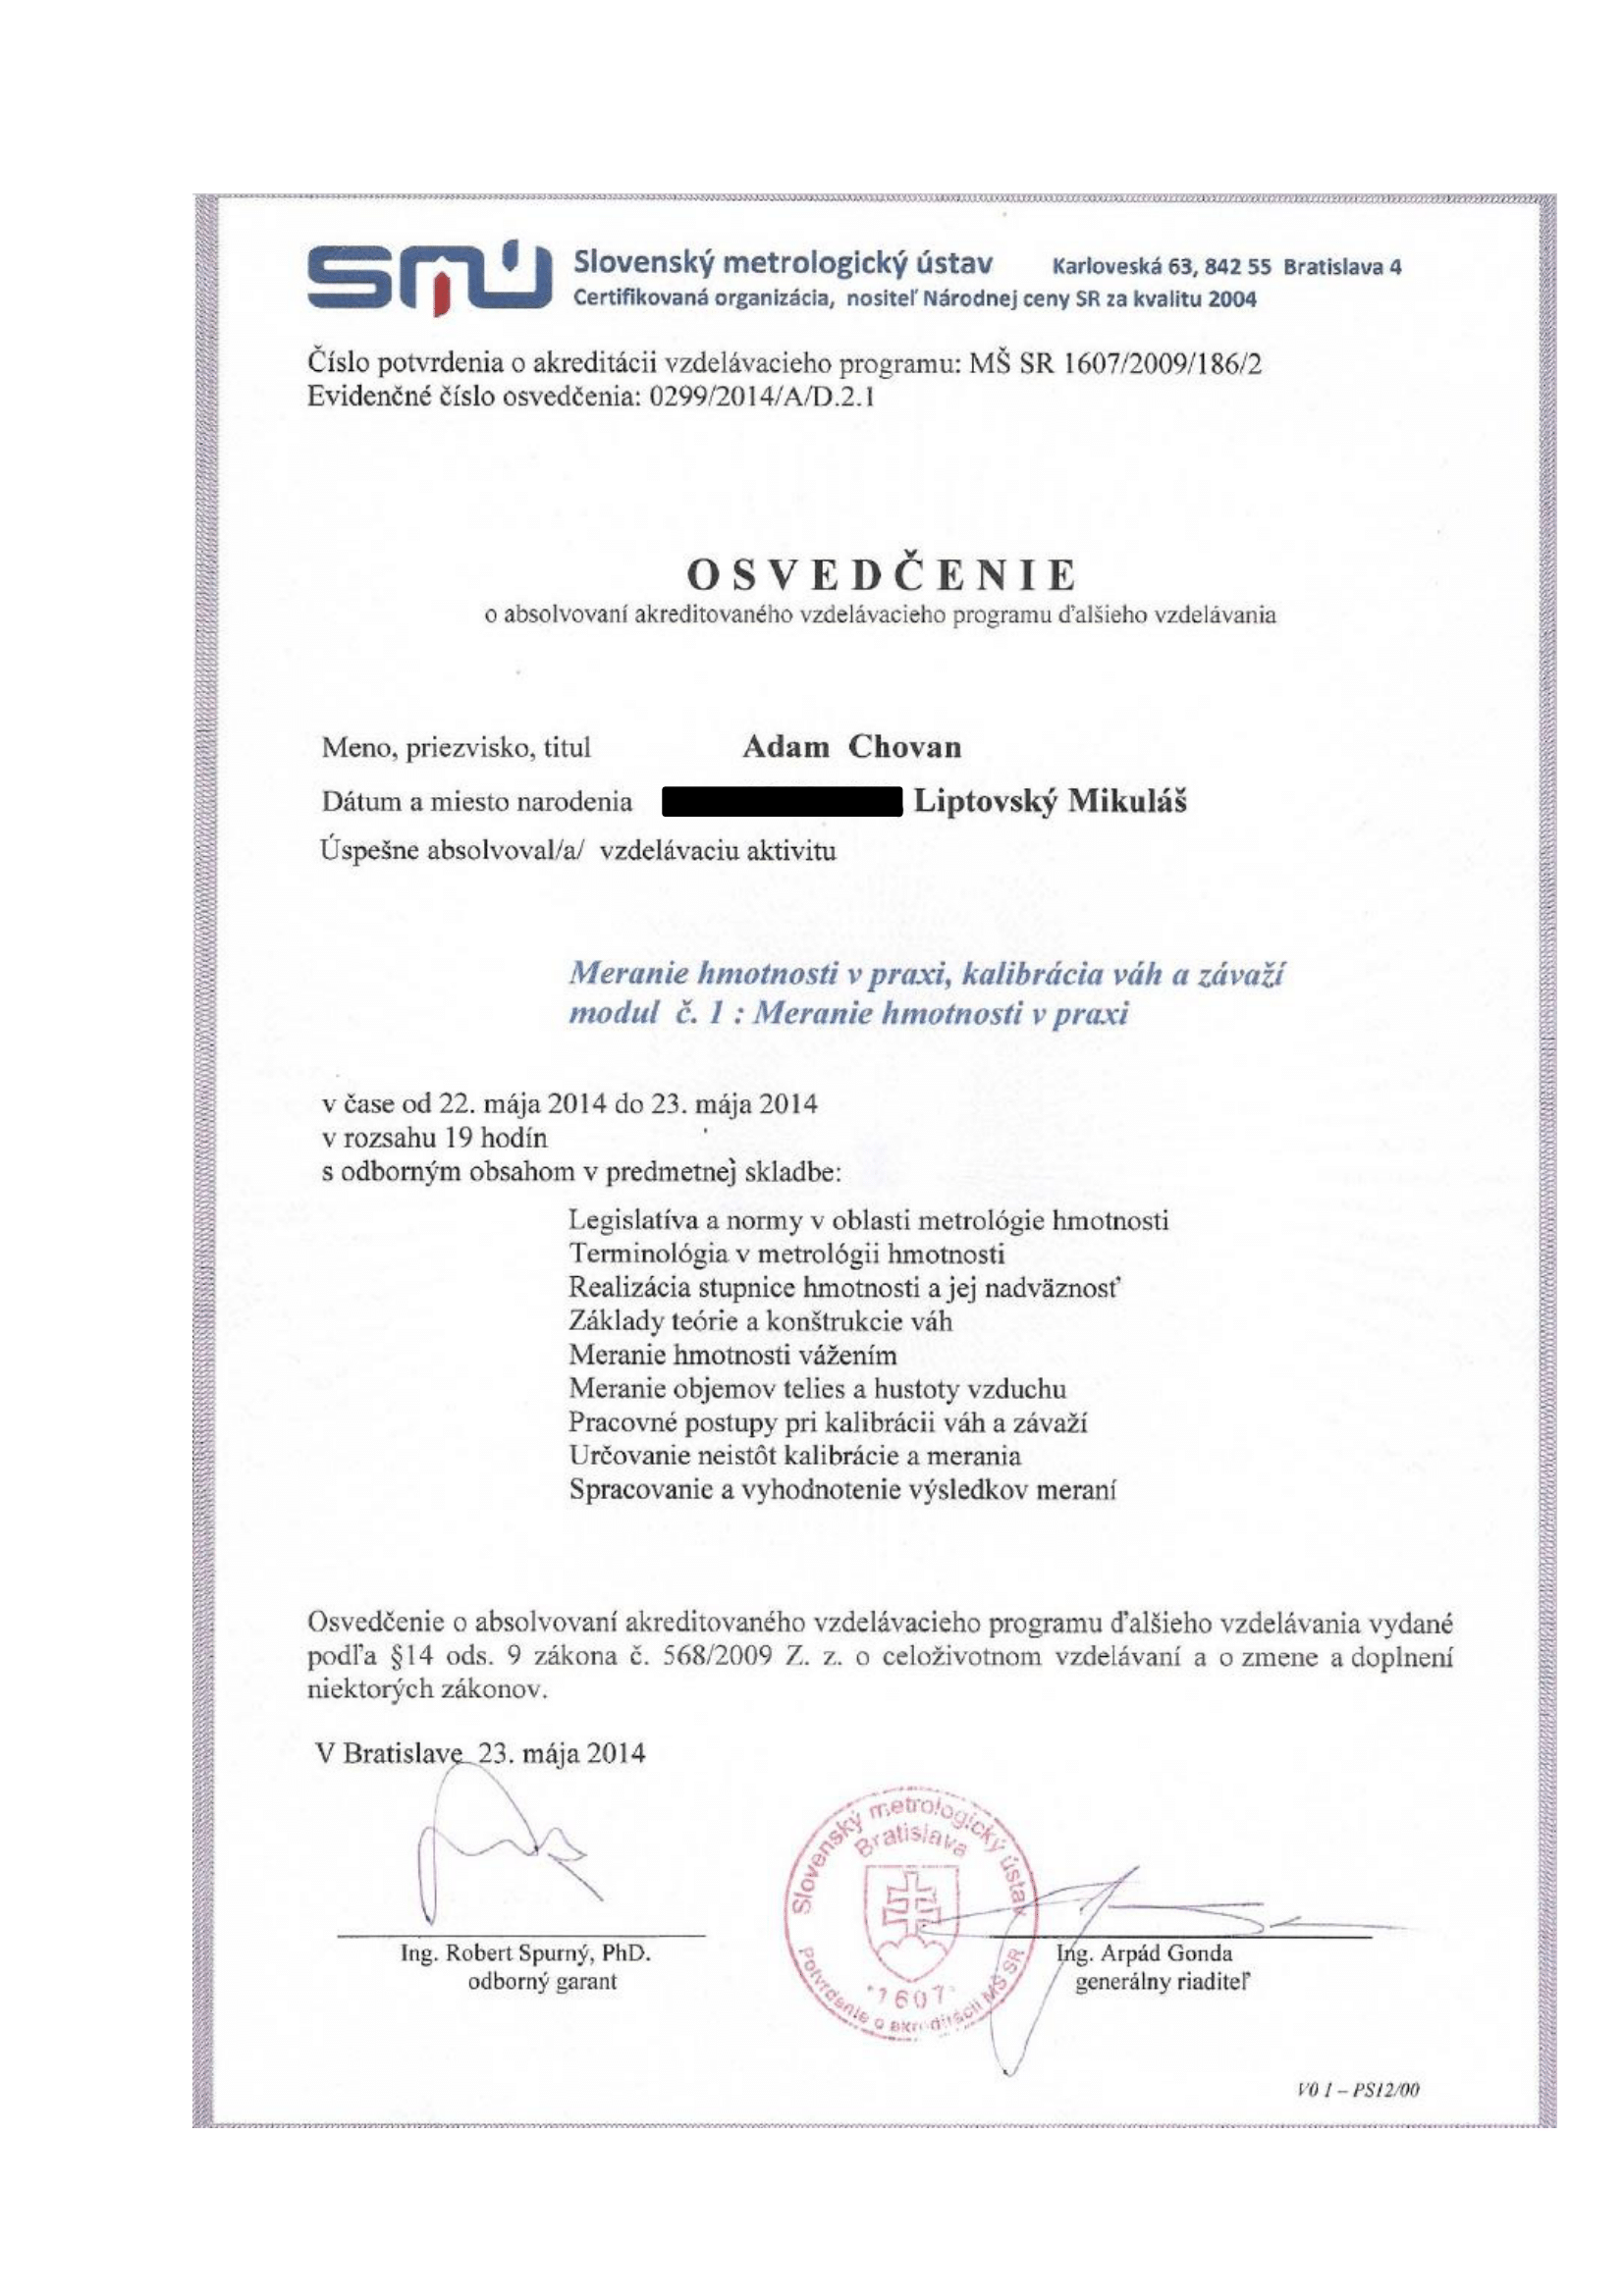 smú
Slovenský metrologický ústav Karloveská 63, 842 55 Bratislava 4
Certifikovaná organizácia, nositeľ Národnej ceny SR za kvalitu 2004
Číslo potvrdenia o akreditácii vzdelávacieho programu: MŠ SR 1607/2009/186/2
Evidenčné číslo osvedčenia: 0299/2014/A/D.2.1
OSVEDČENIE
o absolvovaní akreditovaného vzdelávacieho programu ďalšieho vzdelávania
Meno, priezvisko, titul Adam Chovan
Dátum a miesto narodenia Liptovský Mikuláš
Úspešne absolvoval/a/ vzdelávaciu aktivitu
Meranie hmotnosti v praxi, kalibrácia váh a závaží
modul č. 1 : Meranie hmotnosti v praxi
v čase od 22. mája 2014 do 23. mája 2014
v rozsahu 19 hodín
s odborným obsahom v predmetnej skladbe:
Legislatíva a normy v oblasti metrológie hmotnosti
Terminológia v metrológii hmotnosti
Realizácia stupnice hmotnosti a jej nadväznosť
Základy teórie a konštrukcie váh
Meranie hmotnosti vážením
Meranie objemov telies a hustoty vzduchu
Pracovné postupy pri kalibrácii váh a závaží
Určovanie neistôt kalibrácie a merania
Spracovanie a vyhodnotenie výsledkov meraní
Osvedčenie o absolvovaní akreditovaného vzdelávacieho programu ďalšieho vzdelávania vydané
podľa §14 ods. 9 zákona č. 568/2009 Z. z. o celoživotnom vzdelávaní a o zmene a doplnení
niektorých zákonov.
V Bratislave 23. mája 2014
Slovenský metrologický ústav
Bratislava
*1607*
Potvrdenie o akreditácii MŠ SR
Ing. Robert Spurný, PhD.
odborný garant
Ing. Arpád Gonda
generálny riaditeľ
V0 1 – PS12/00